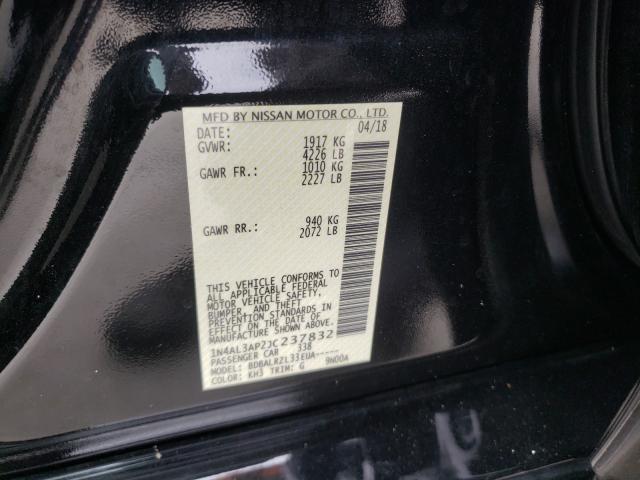 MFD BY NISSAN MOTOR CO., LTD.
DATE: 04/18
GVWR: 1917 KG
4226 LB
GAWR FR.: 1010 KG
2227 LB
GAWR RR.: 940 KG
2072 LB
THIS VEHICLE CONFORMS TO
ALL APPLICABLE FEDERAL
MOTOR VEHICLE SAFETY,
BUMPER, AND THEFT
PREVENTION STANDARDS IN
EFFECT ON THE DATE OF
MANUFACTURE SHOWN ABOVE.
1N4AL3AP2JC237832
PASSENGER CAR 338
MODEL: BDBALRZL33EUA-----
COLOR: KH3 TRIM: G 9N00A